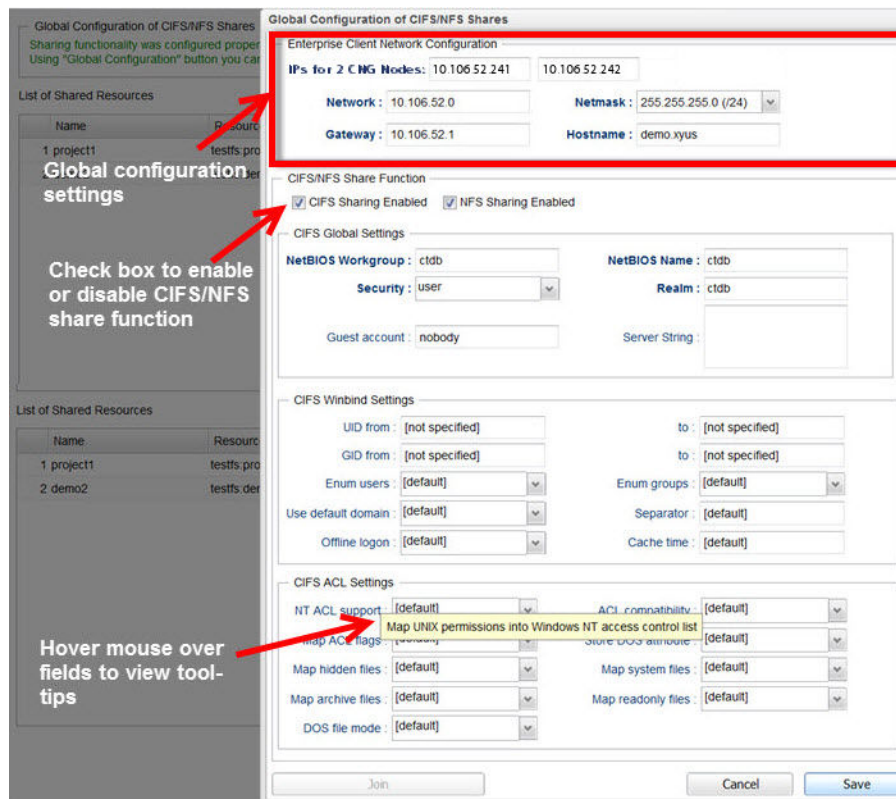 Global Configuration of CIFS/NFS Shares
Sharing functionality was configured proper
Using "Global Configuration" button you can
List of Shared Resources
Name Resourc
1 project1 testfs:pro
Global configuration settings
Check box to enable or disable CIFS/NFS share function
List of Shared Resources
Name Resourc
1 project1 testfs:pro
2 demo2 testfs:der
Hover mouse over fields to view tool-tips
Global Configuration of CIFS/NFS Shares
Enterprise Client Network Configuration
IPs for 2 CNG Nodes: 10.106.52.241 10.106.52.242
Network : 10.106.52.0 Netmask : 255.255.255.0 (/24)
Gateway : 10.106.52.1 Hostname : demo.xyus
CIFS/NFS Share Function
CIFS Sharing Enabled NFS Sharing Enabled
CIFS Global Settings
NetBIOS Workgroup : ctdb NetBIOS Name : ctdb
Security : user Realm : ctdb
Guest account : nobody Server String :
CIFS Winbind Settings
UID from : [not specified] to : [not specified]
GID from : [not specified] to : [not specified]
Enum users : [default] Enum groups : [default]
Use default domain : [default] Separator : [default]
Offline logon : [default] Cache time : [default]
CIFS ACL Settings
NT ACL support : [default] ACL compatibility : [default]
Map UNIX permissions into Windows NT access control list
Map ACL flags : Store DOS attribute : [default]
Map hidden files : [default] Map system files : [default]
Map archive files : [default] Map readonly files : [default]
DOS file mode : [default]
Join Cancel Save